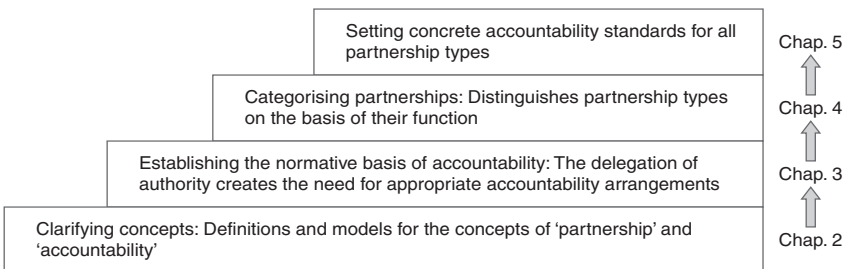 Setting concrete accountability standards for all
partnership types
Chap. 5
Categorising partnerships: Distinguishes partnership types
on the basis of their function
Chap. 4
Establishing the normative basis of accountability: The delegation of
authority creates the need for appropriate accountability arrangements
Chap. 3
Clarifying concepts: Definitions and models for the concepts of ‘partnership’ and
‘accountability’
Chap. 2